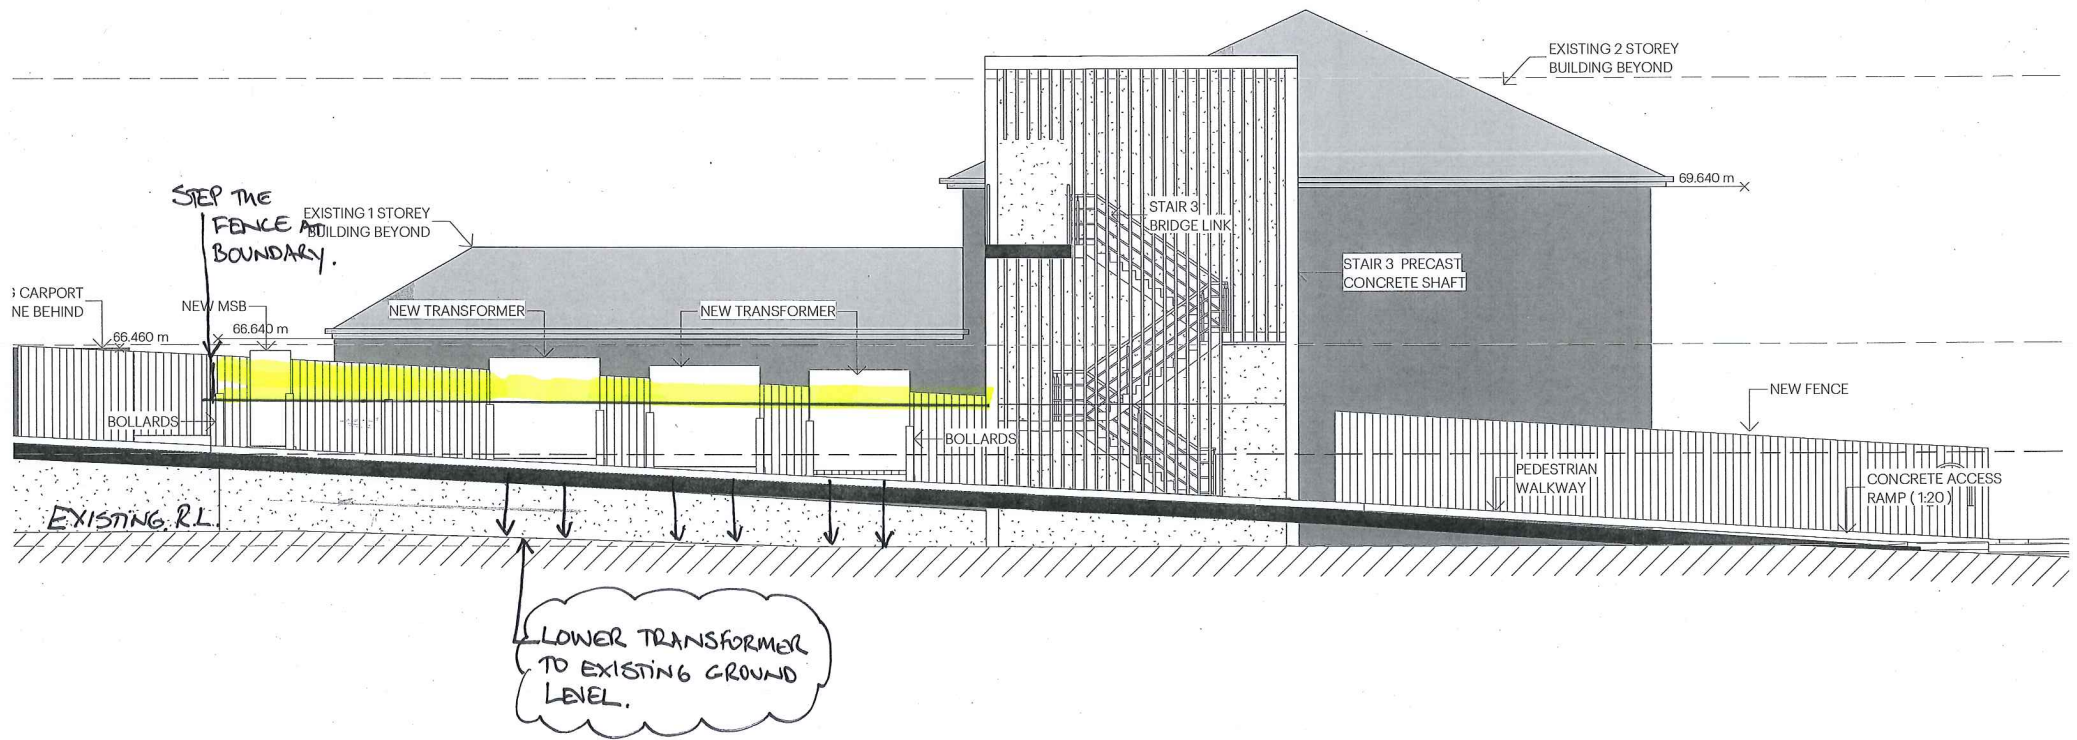 EXISTING 2 STOREY
BUILDING BEYOND
69.640 m
STEP THE
FENCE AT
BOUNDARY.
EXISTING 1 STOREY
BUILDING BEYOND
STAIR 3
BRIDGE LINK
STAIR 3 PRECAST
CONCRETE SHAFT
CARPORT
NE BEHIND
NEW MSB
NEW TRANSFORMER
NEW TRANSFORMER
66.460 m
66.640 m
NEW FENCE
BOLLARDS
BOLLARDS
PEDESTRIAN
WALKWAY
CONCRETE ACCESS
RAMP ( 1:20 )
EXISTING R.L.
LOWER TRANSFORMER
TO EXISTING GROUND
LEVEL.